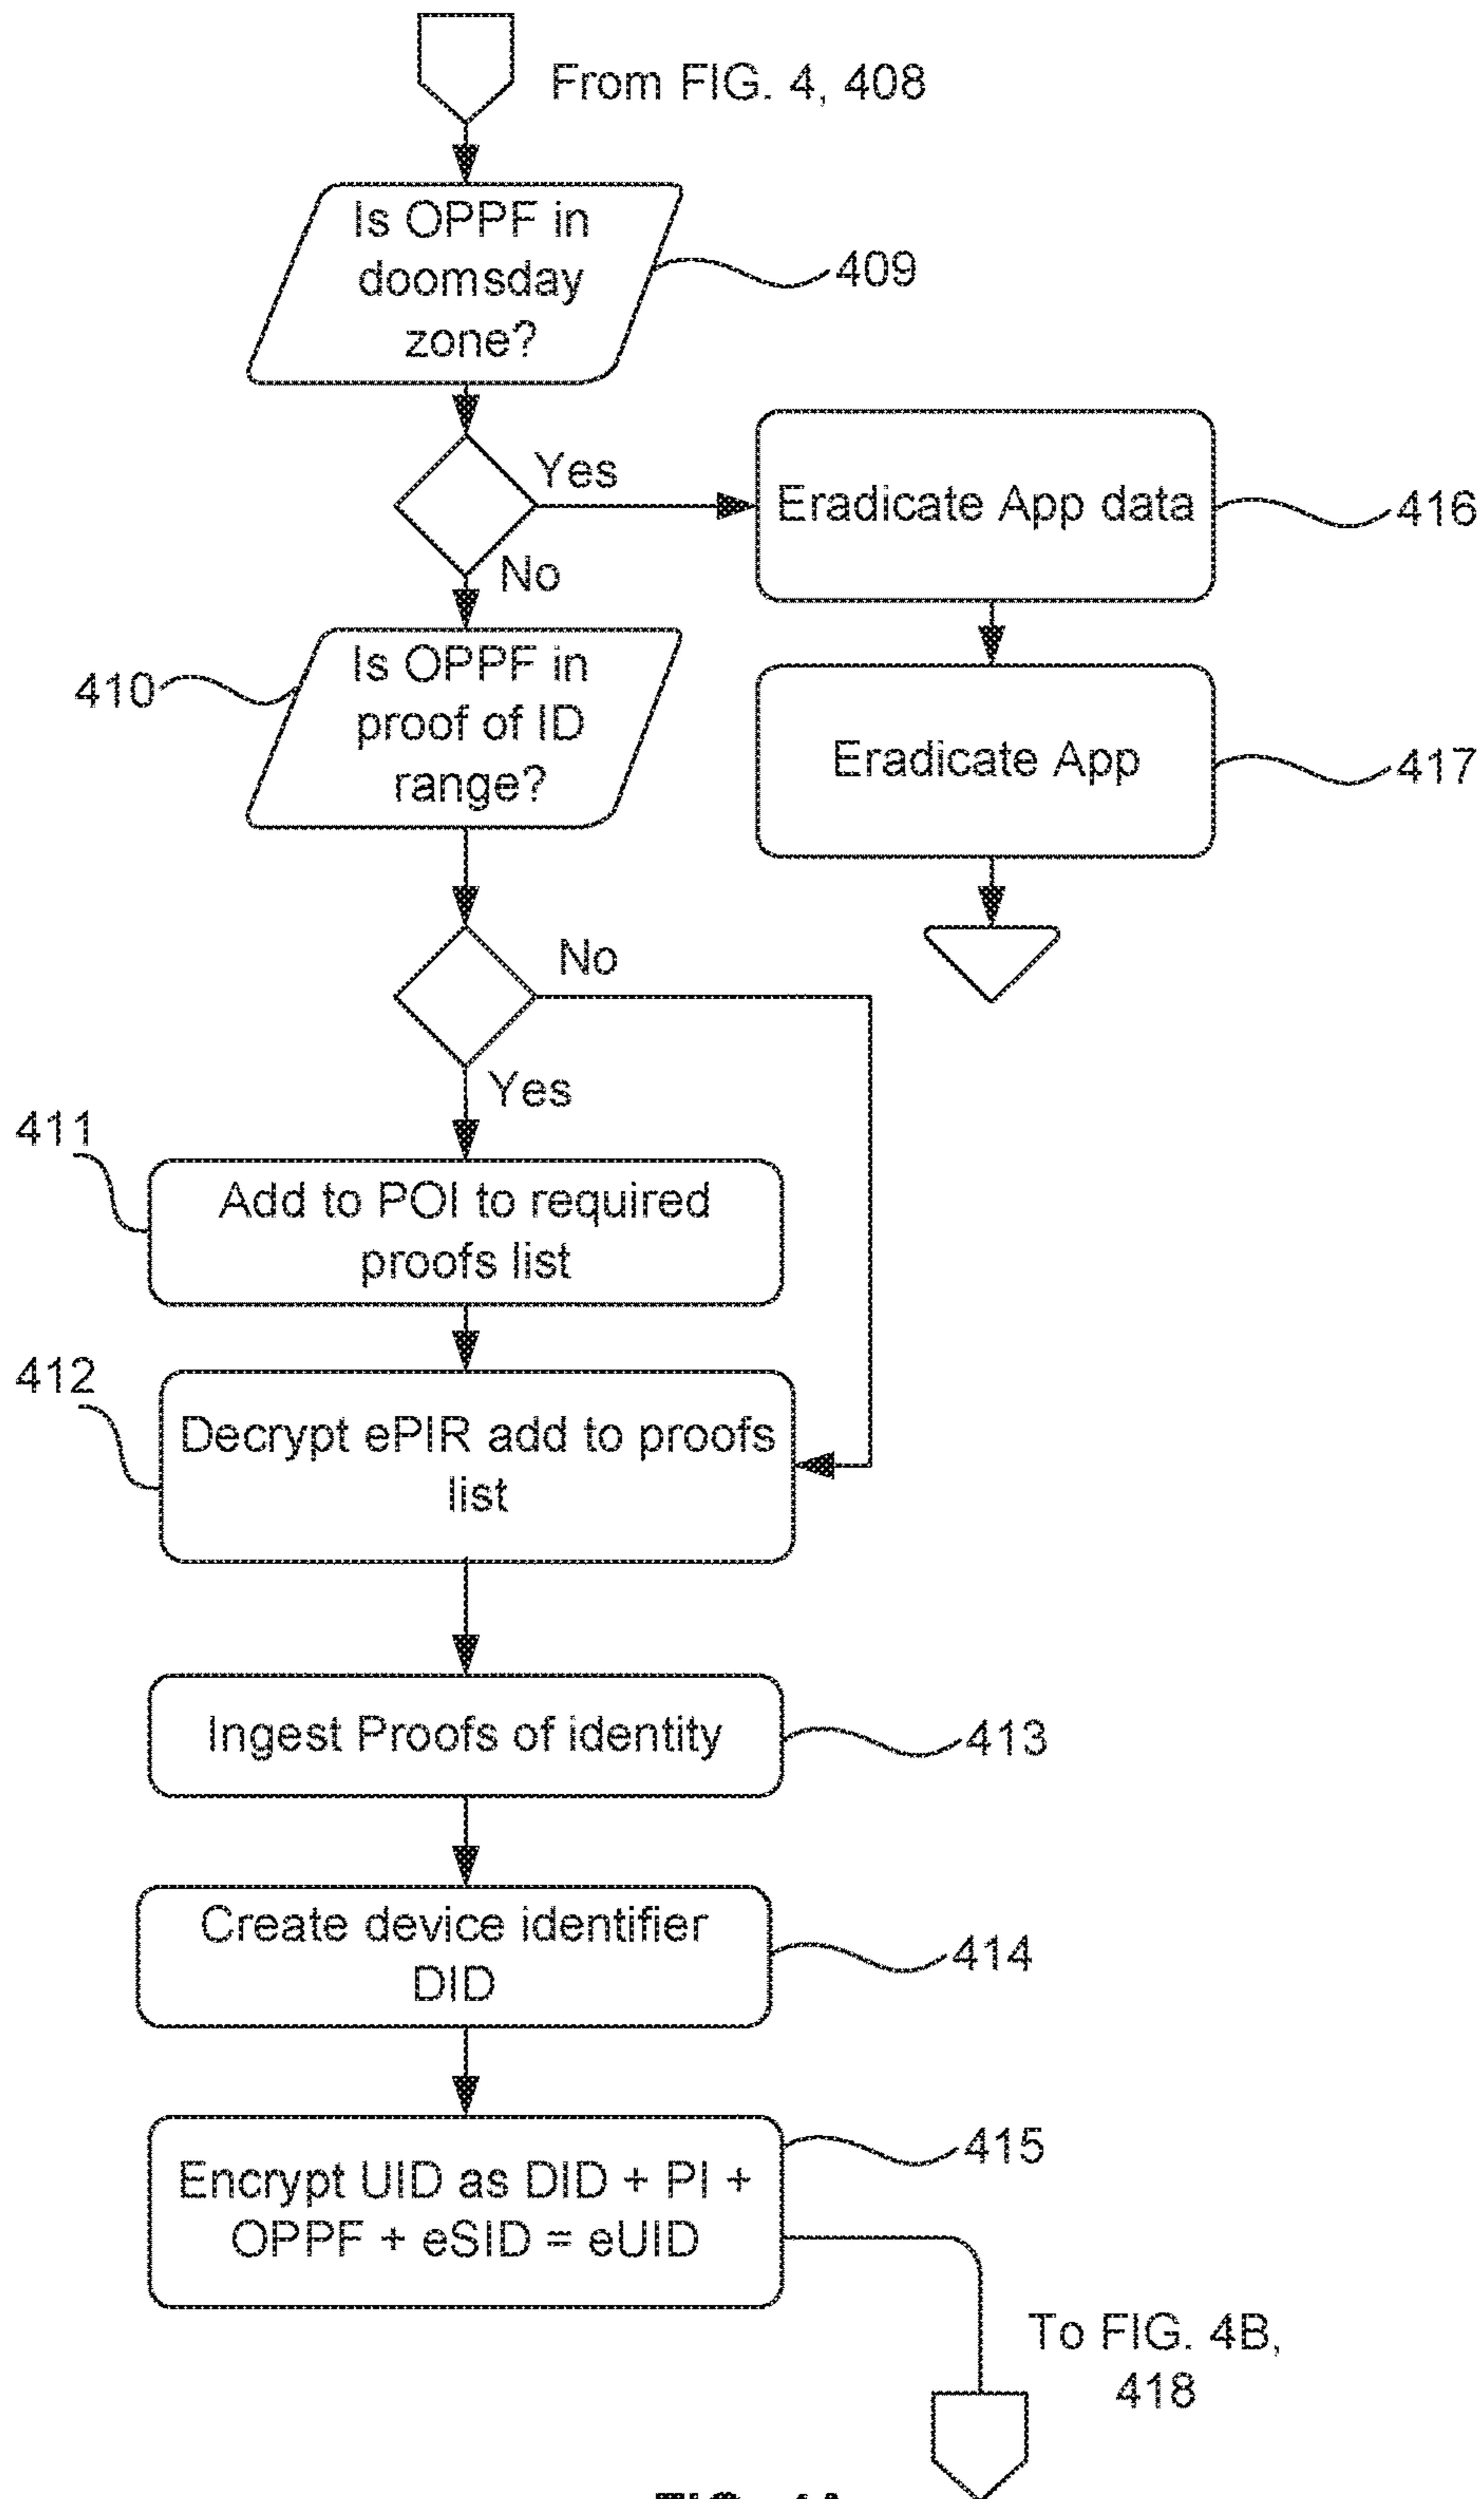 From FIG. 4, 408
Is OPPF in
doomsday
zone?
409
Yes
Eradicate App data
416
No
410
Is OPPF in
proof of ID
range?
Eradicate App
417
No
Yes
411
Add to POI to required
proofs list
412
Decrypt ePIR add to proofs
list
Ingest Proofs of identity
413
Create device identifier
DID
414
415
Encrypt UID as DID + PI +
OPPF + eSID = eUID
To FIG. 4B,
418